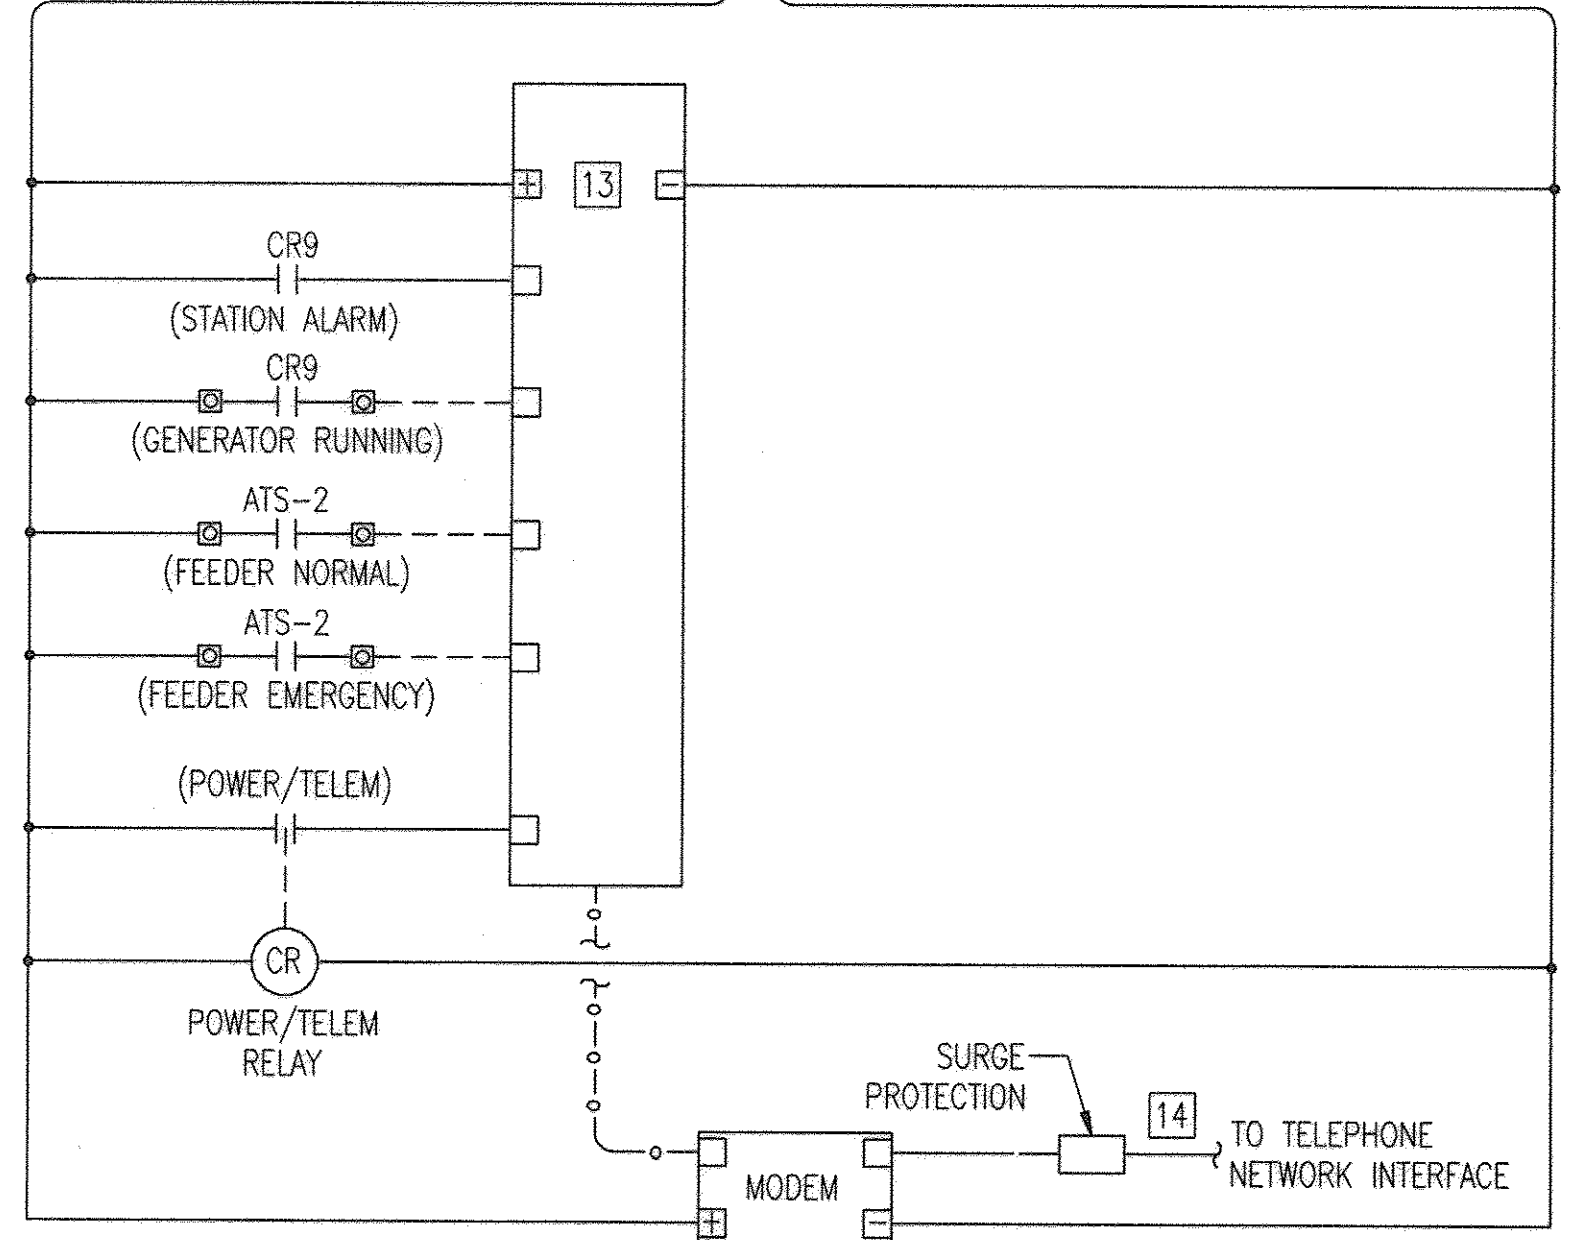 + 13 -
CR9
(STATION ALARM)
CR9
(GENERATOR RUNNING)
ATS-2
(FEEDER NORMAL)
ATS-2
(FEEDER EMERGENCY)
(POWER/TELEM)
CR
POWER/TELEM
RELAY
SURGE
PROTECTION
14
TO TELEPHONE
NETWORK INTERFACE
MODEM
+ -